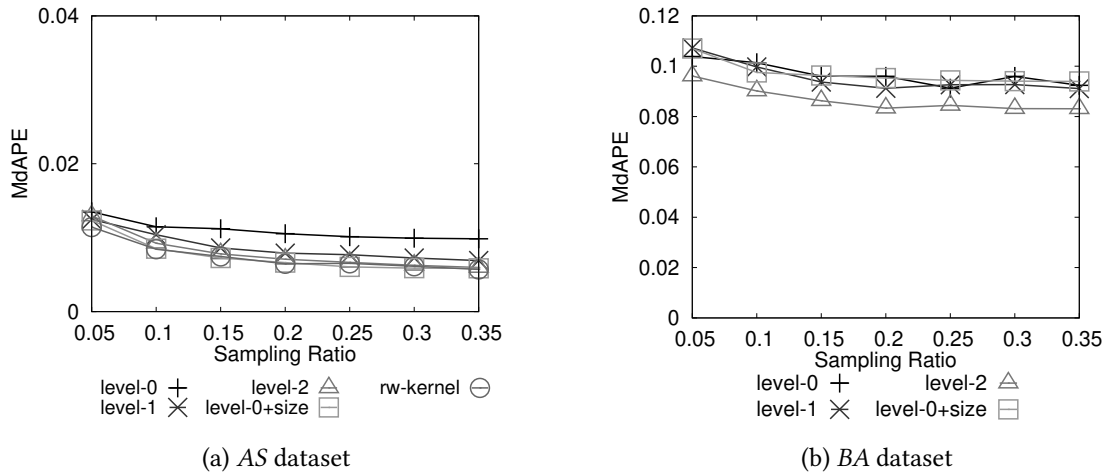 0.04
0.02
0
MdAPE
0.05 0.1 0.15 0.2 0.25 0.3 0.35
Sampling Ratio
level-0 level-2 rw-kernel
level-1 level-0+size
(a) AS dataset
0.12
0.1
0.08
0.06
0.04
0.02
0
MdAPE
0.05 0.1 0.15 0.2 0.25 0.3 0.35
Sampling Ratio
level-0 level-2
level-1 level-0+size
(b) BA dataset